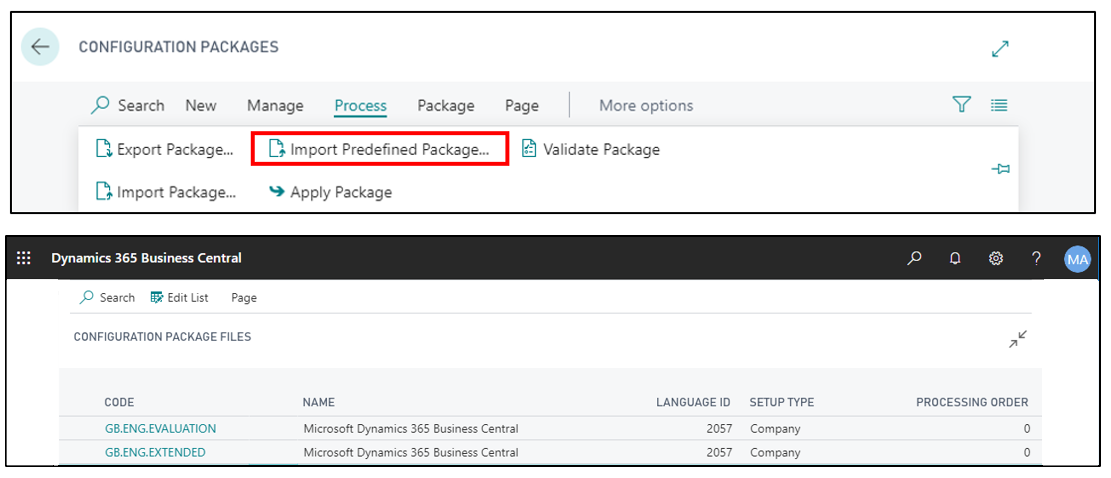 CONFIGURATION PACKAGES
Search New Manage Process Package Page More options
Export Package... Import Predefined Package... Validate Package
Import Package... Apply Package
Dynamics 365 Business Central ? MA
Search Edit List Page
CONFIGURATION PACKAGE FILES
CODE NAME LANGUAGE ID SETUP TYPE PROCESSING ORDER
GB.ENG.EVALUATION Microsoft Dynamics 365 Business Central 2057 Company 0
GB.ENG.EXTENDED Microsoft Dynamics 365 Business Central 2057 Company 0